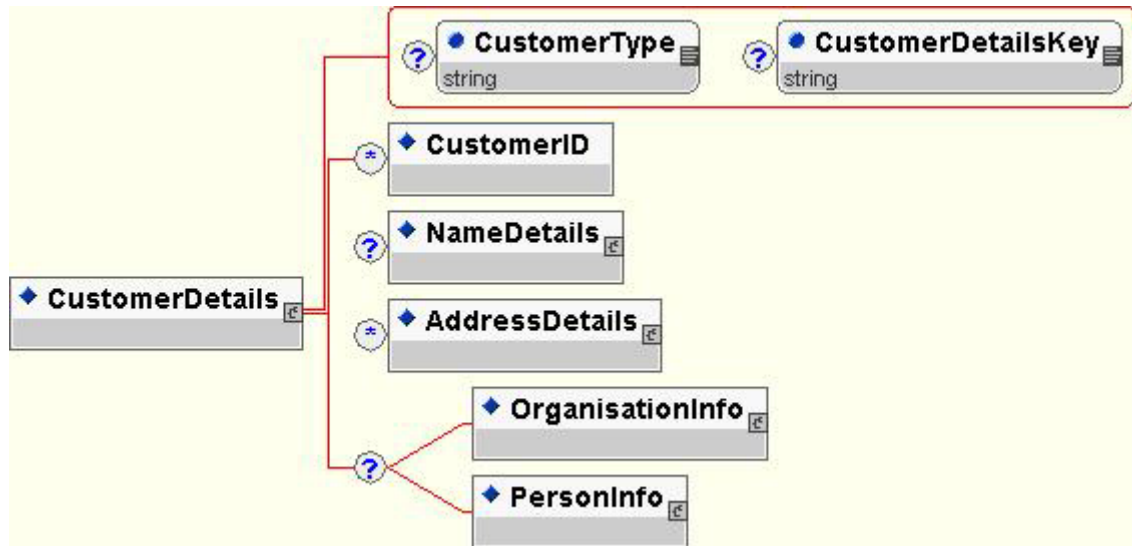 ? CustomerType ? CustomerDetailsKey
string string
* CustomerID
? NameDetails
CustomerDetails
* AddressDetails
OrganisationInfo
?
PersonInfo